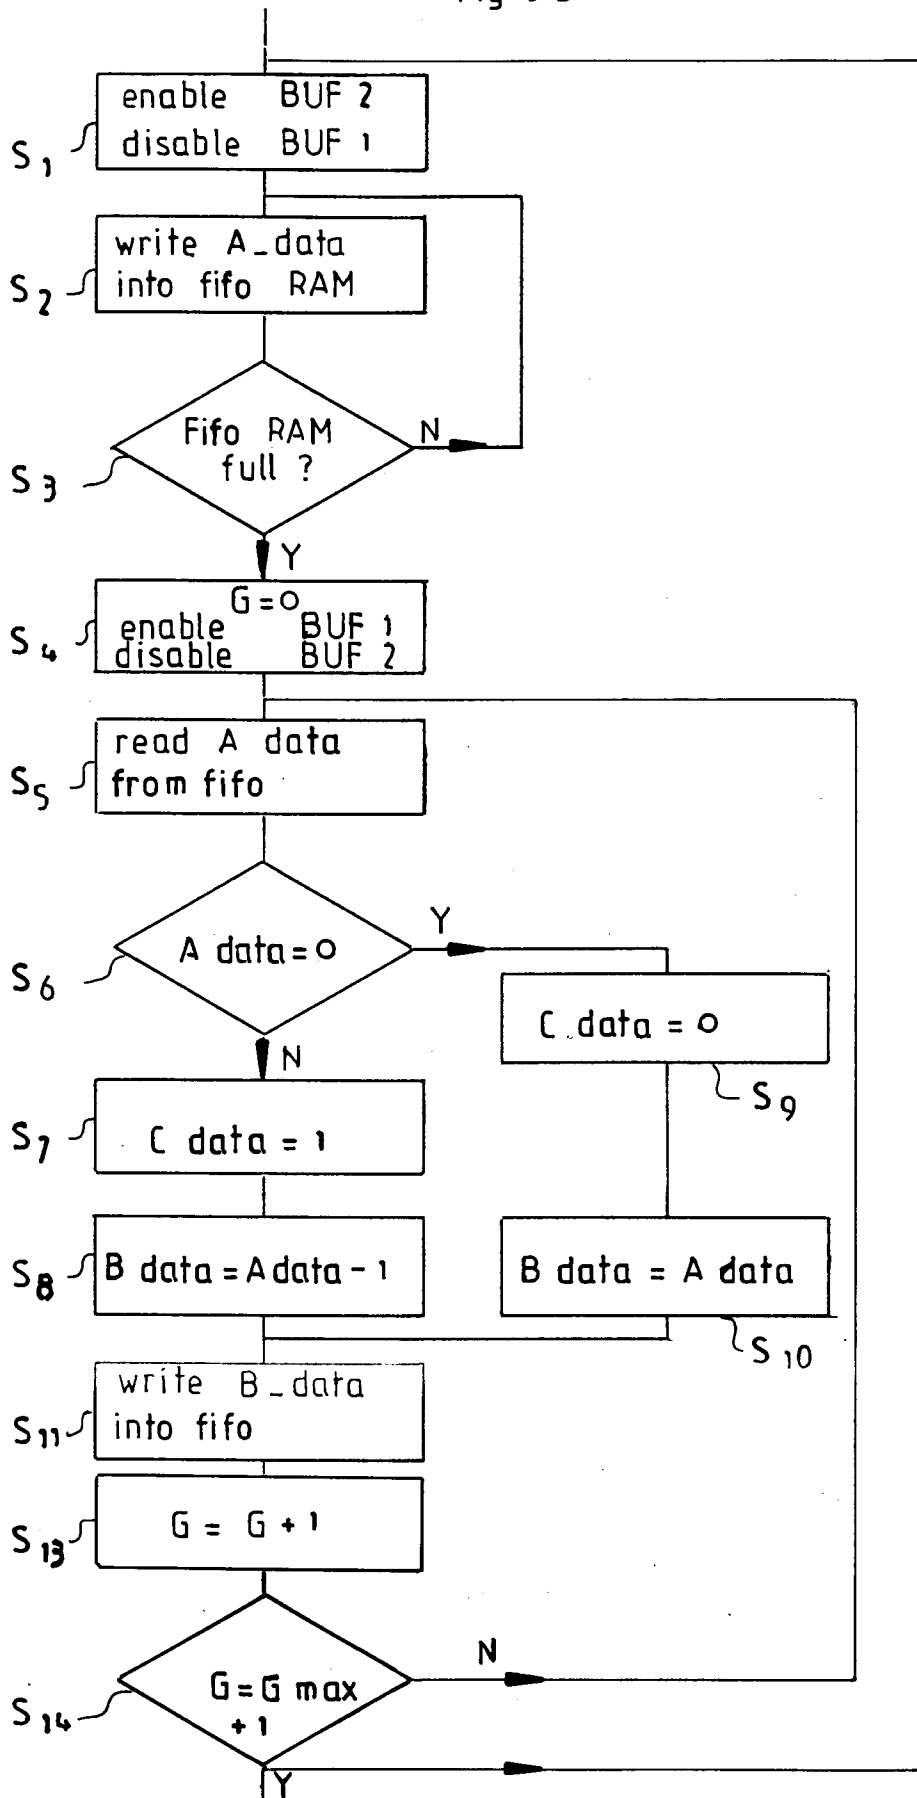 enable BUF 2
disable BUF 1
S1
write A_data
into fifo RAM
S2
Fifo RAM
full ?
N
S3
Y
G=0
enable BUF 1
disable BUF 2
S4
read A data
from fifo
S5
A data=0
Y
S6
N
C data = 0
S9
C data = 1
S7
B data=A data-1
S8
B data = A data
S10
write B_data
into fifo
S11
G = G + 1
S13
G=G max
+1
N
S14
Y